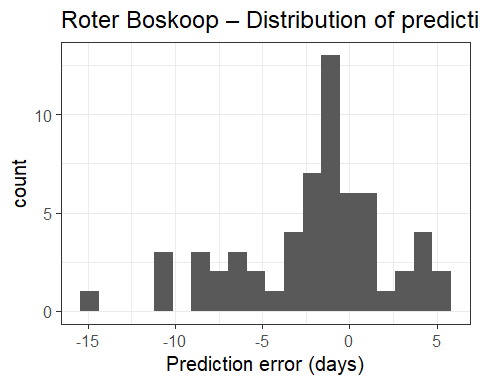 Roter Boskoop – Distribution of predicti
count
10
5
0
-15 -10 -5 0 5
Prediction error (days)